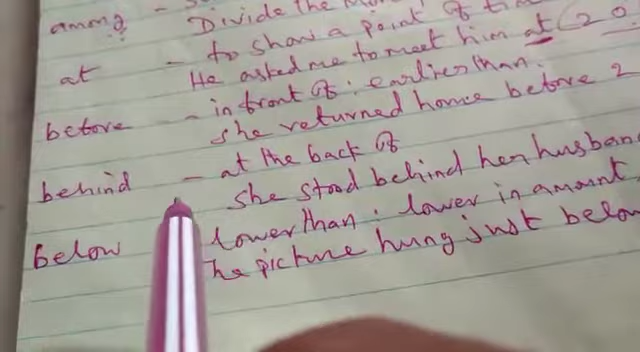 among -
Divide the
at - to show a point of
He asked me to meet him at (20
before - in front of; earlier than.
She returned home before 2
behind - at the back of
She stood behind her husban
below lower than; lower in amount
he picture hung just belo